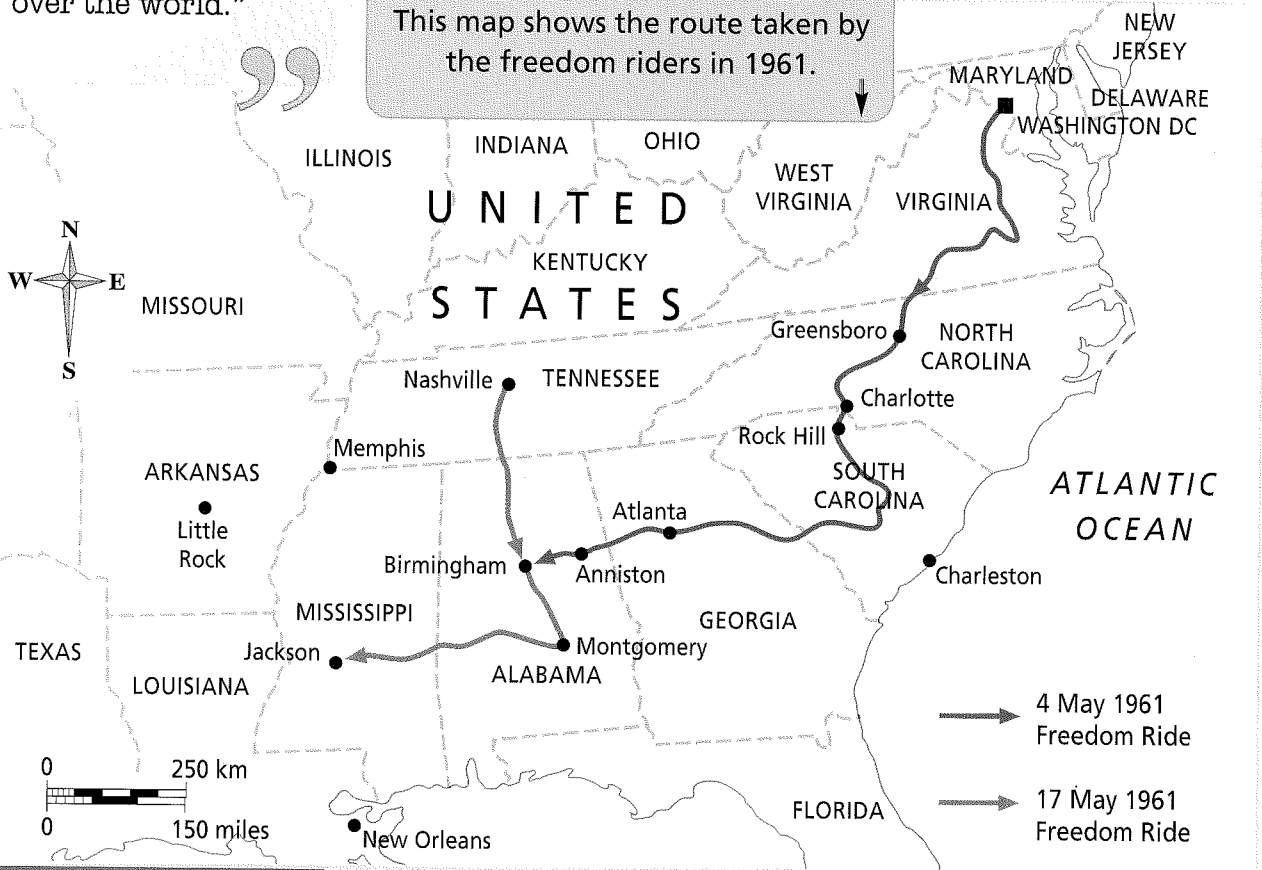 over the world."
”
This map shows the route taken by
the freedom riders in 1961.
NEW
JERSEY
MARYLAND
DELAWARE
WASHINGTON DC
ILLINOIS
INDIANA
OHIO
WEST
VIRGINIA
VIRGINIA
UNITED
STATES
KENTUCKY
N
W
E
S
MISSOURI
Greensboro
NORTH
CAROLINA
Nashville
TENNESSEE
Charlotte
Rock Hill
Memphis
ARKANSAS
Little
Rock
SOUTH
CAROLINA
ATLANTIC
OCEAN
Atlanta
Birmingham
Anniston
Charleston
MISSISSIPPI
GEORGIA
TEXAS
Jackson
Montgomery
LOUISIANA
ALABAMA
4 May 1961
Freedom Ride
0 250 km
0 150 miles
17 May 1961
Freedom Ride
FLORIDA
New Orleans